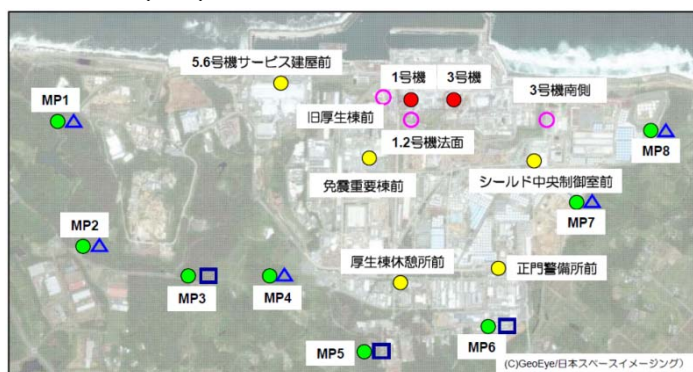 5.6号機サービス建屋前
1号機
3号機
3号機南側
MP1
旧厚生棟前
1.2号機法面
MP8
免震重要棟前
シールド中央制御室前
MP7
MP2
厚生棟休憩所前
正門警備所前
MP3
MP4
MP5
MP6
(C)GeoEye/日本スペースイメージング)